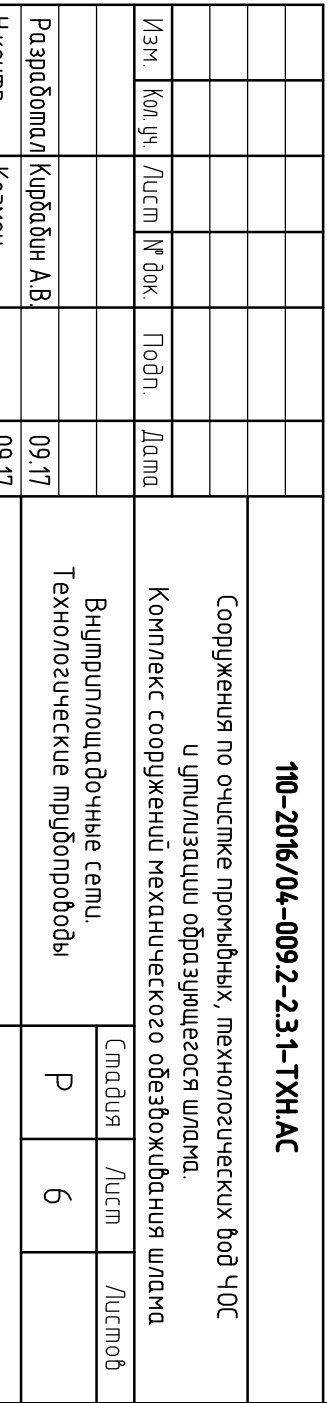 110-2016/04-009.2-2.3.1-ТХН.АС
Сооружения по очистке промывных, технологических вод ЧОС
и утилизации образующегося шлама.
Комплекс сооружений механического обезвоживания шлама
Изм. Кол.уч. Лист № док. Подп. Дата
Внутриплощадочные сети.
Технологические трубопроводы
Стадия Лист Листов
Разработал Кирбабин А.В. 09.17
Р 6
09.17